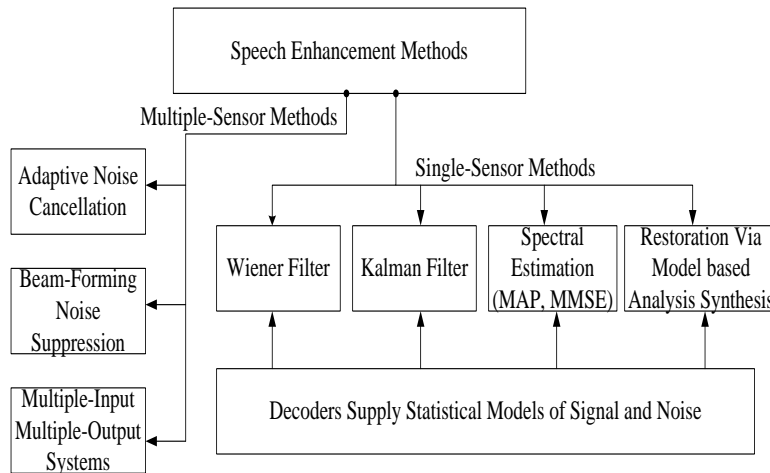 Speech Enhancement Methods
Multiple-Sensor Methods
Single-Sensor Methods
Adaptive Noise
Cancellation
Beam-Forming
Noise
Suppression
Multiple-Input
Multiple-Output
Systems
Wiener Filter
Kalman Filter
Spectral
Estimation
(MAP, MMSE)
Restoration Via
Model based
Analysis Synthesis
Decoders Supply Statistical Models of Signal and Noise